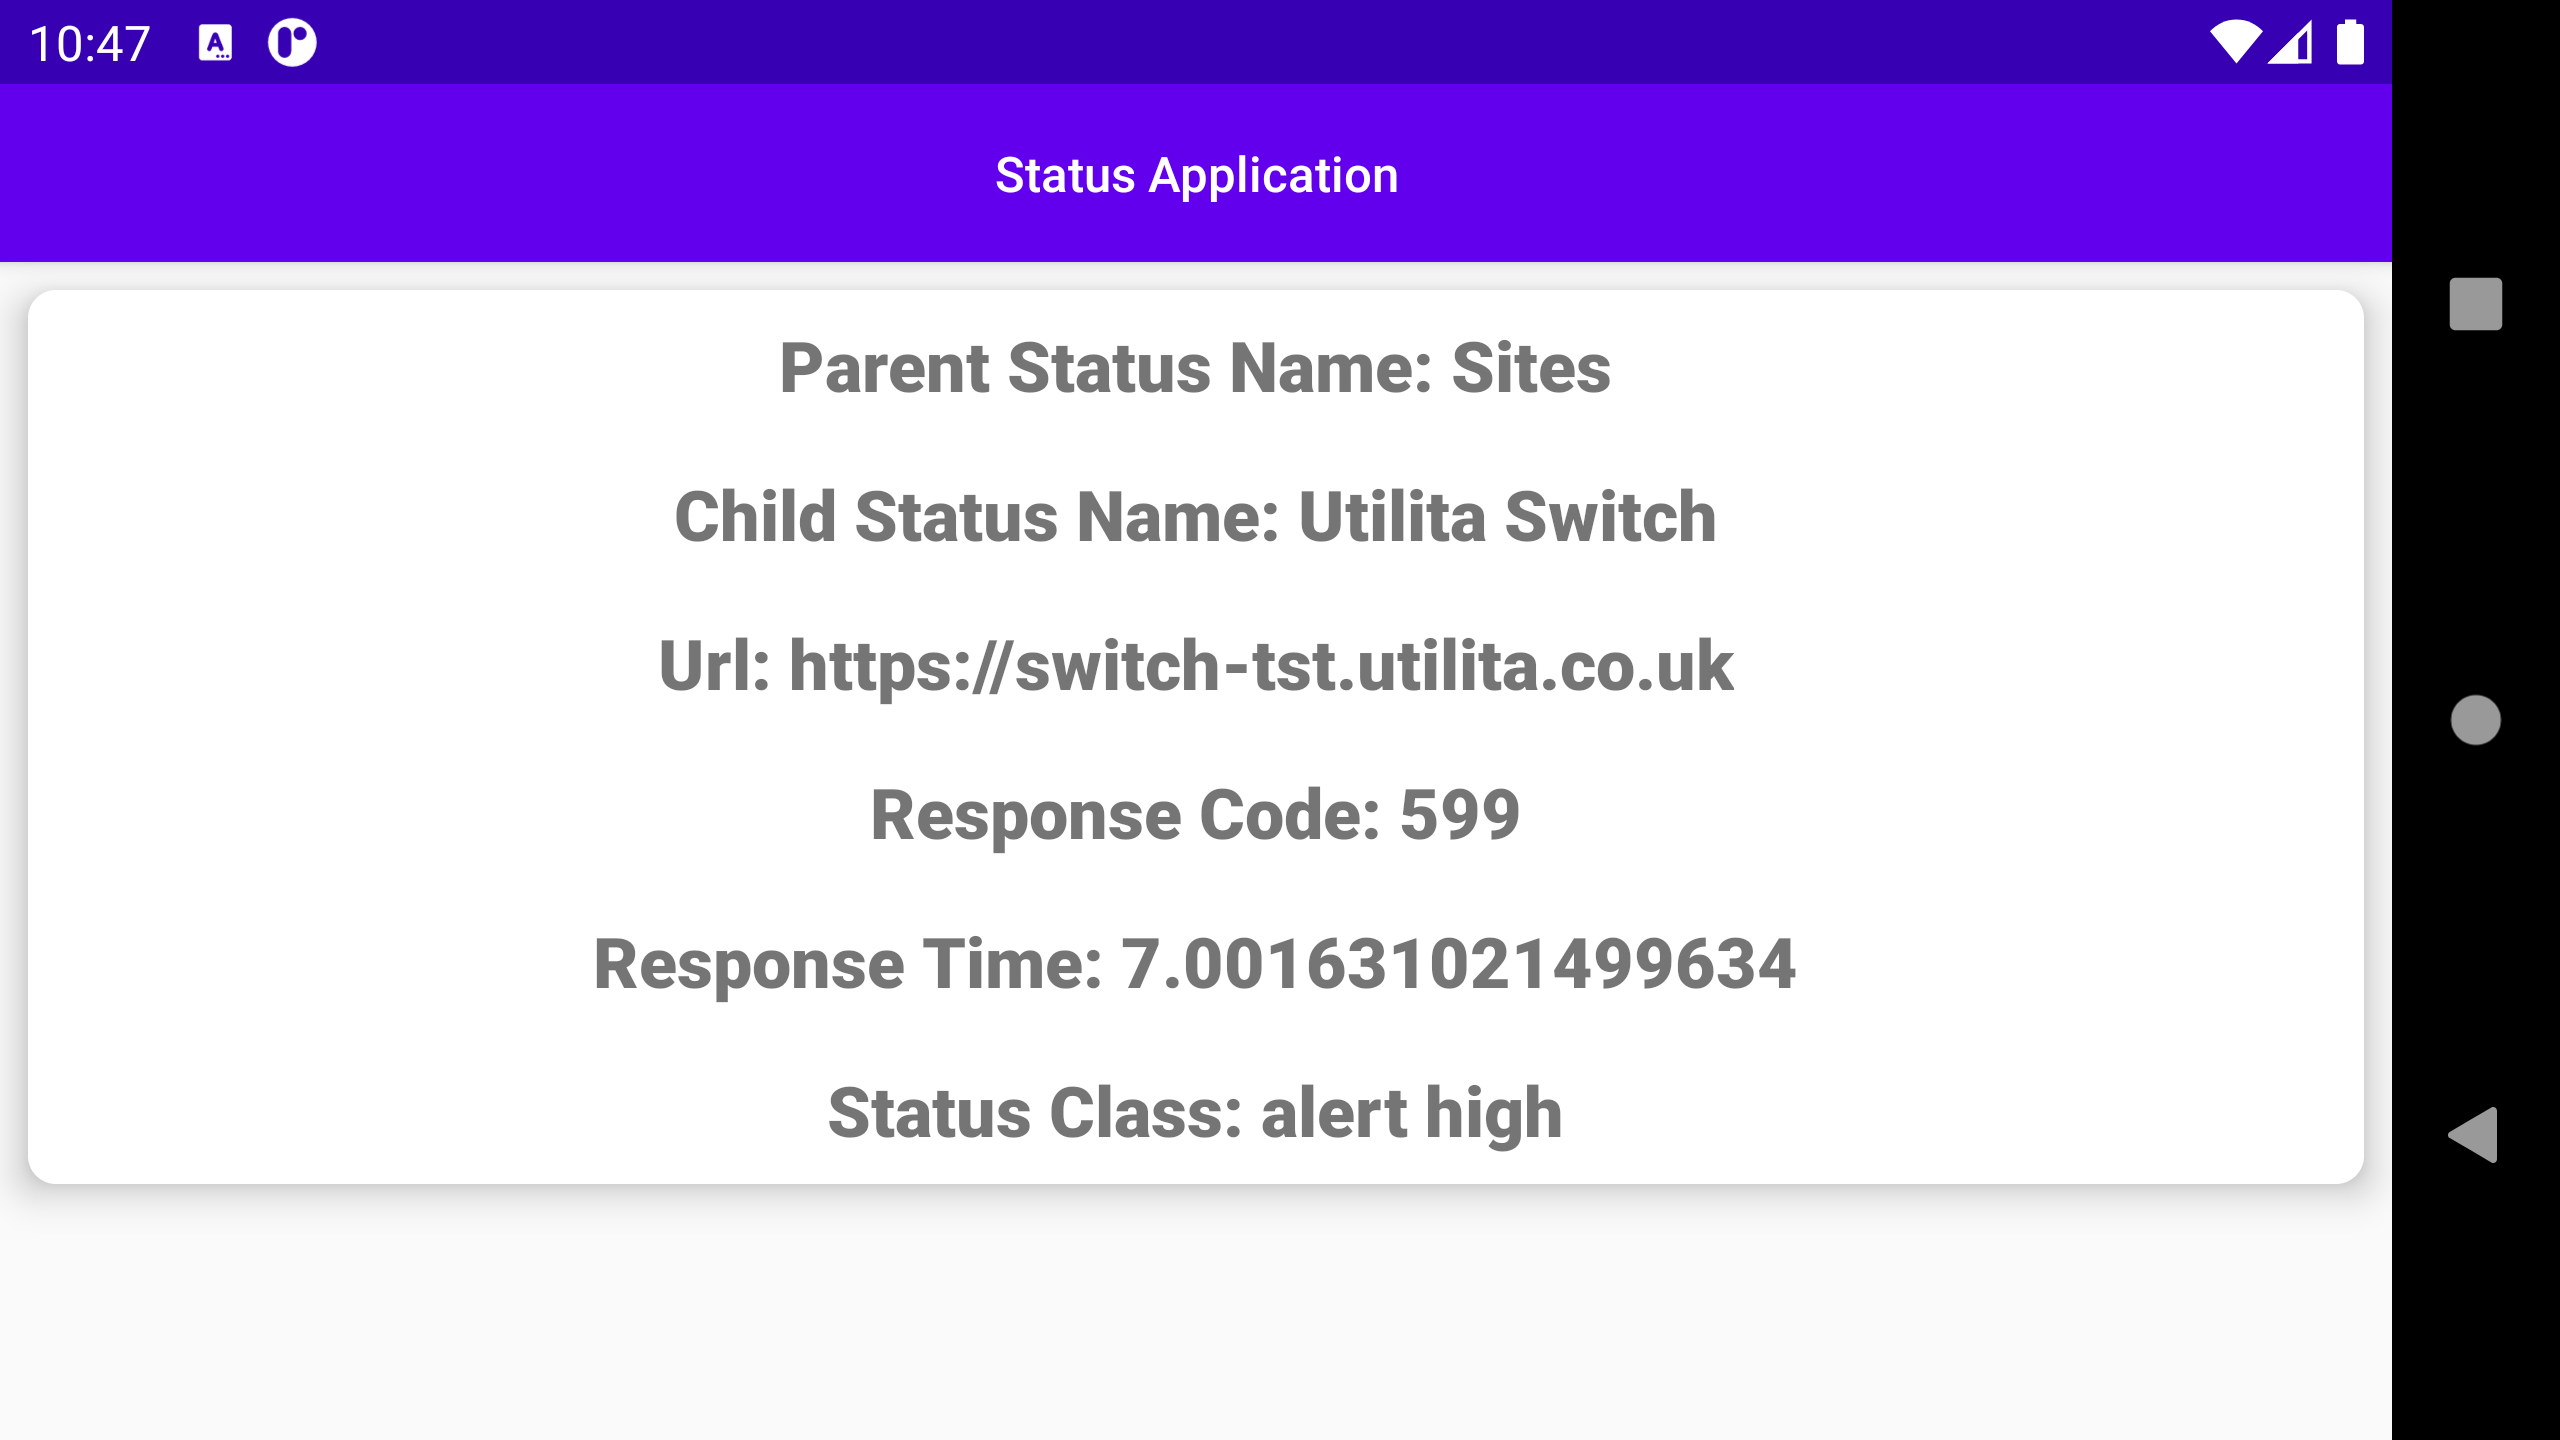 10:47
Status Application
Parent Status Name: Sites
Child Status Name: Utilita Switch
Url: https://switch-tst.utilita.co.uk
Response Code: 599
Response Time: 7.001631021499634
Status Class: alert high